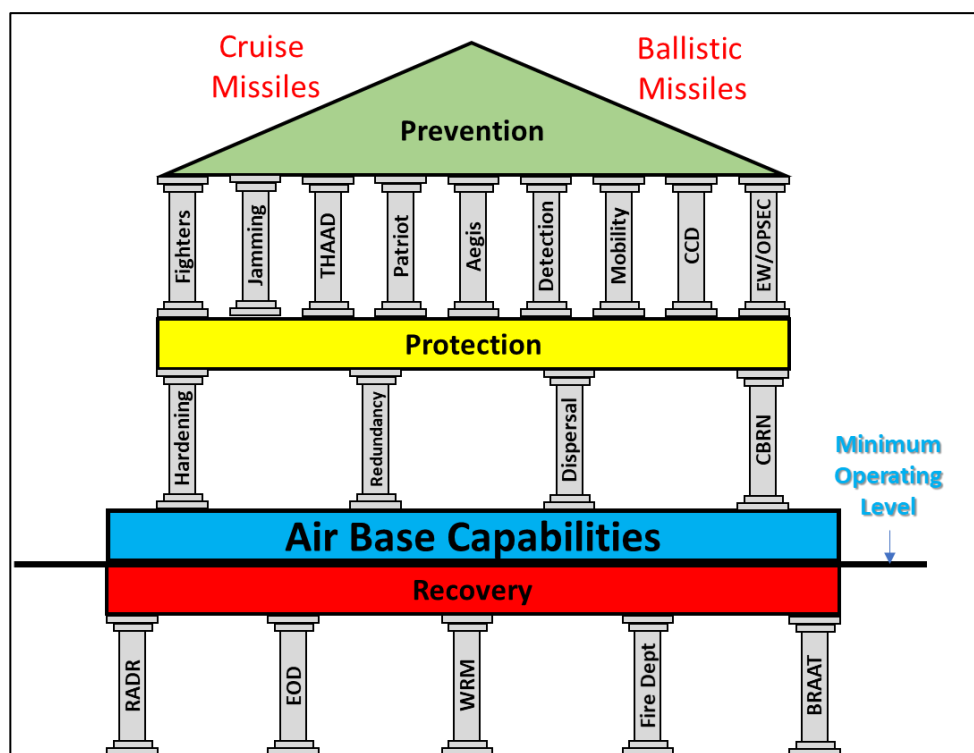 Cruise
Missiles
Ballistic
Missiles
Prevention
Fighters
Jamming
THAAD
Patriot
Aegis
Detection
Mobility
CCD
EW/OPSEC
Protection
Hardening
Redundancy
Dispersal
CBRN
Minimum
Operating
Level
Air Base Capabilities
Recovery
RADR
EOD
WRM
Fire Dept
BRAAT